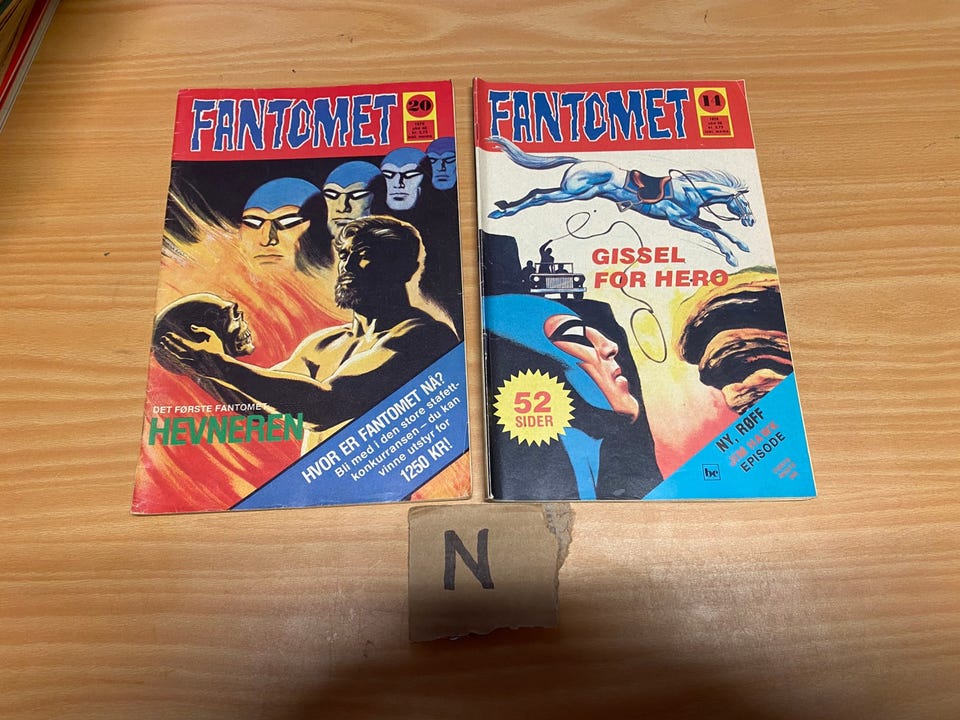 FANTOMET
20
DET FØRSTE FANTOMET
HEVNEREN
HVOR ER FANTOMET NÅ?
Bli med i den store stafett-
konkurransen – du kan
vinne utstyr for
1250 KR!
FANTOMET
14
GISSEL
FOR HERO
52
SIDER
NY, RØFF
EPISODE
bc
N